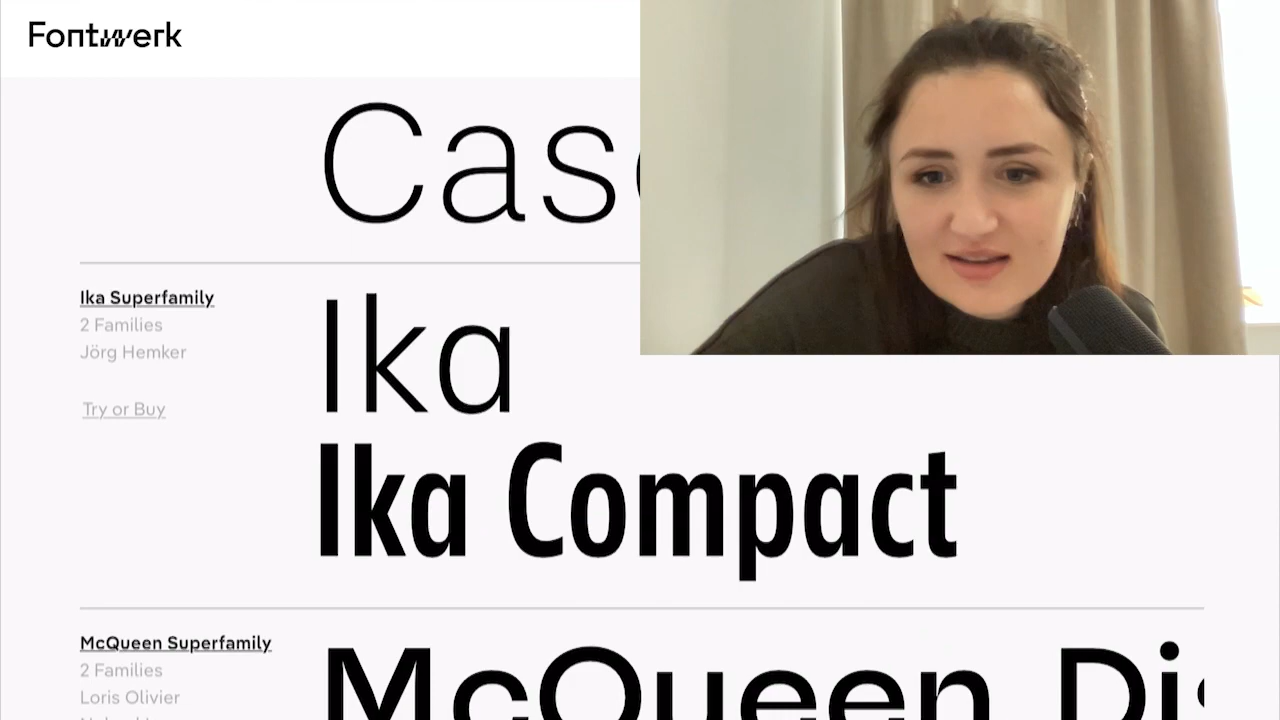 Fontwerk
Ika Superfamily
2 Families
Jörg Hemker
Try or Buy
Ika
Ika Compact
McQueen Superfamily
2 Families
Loris Olivier
McQueen